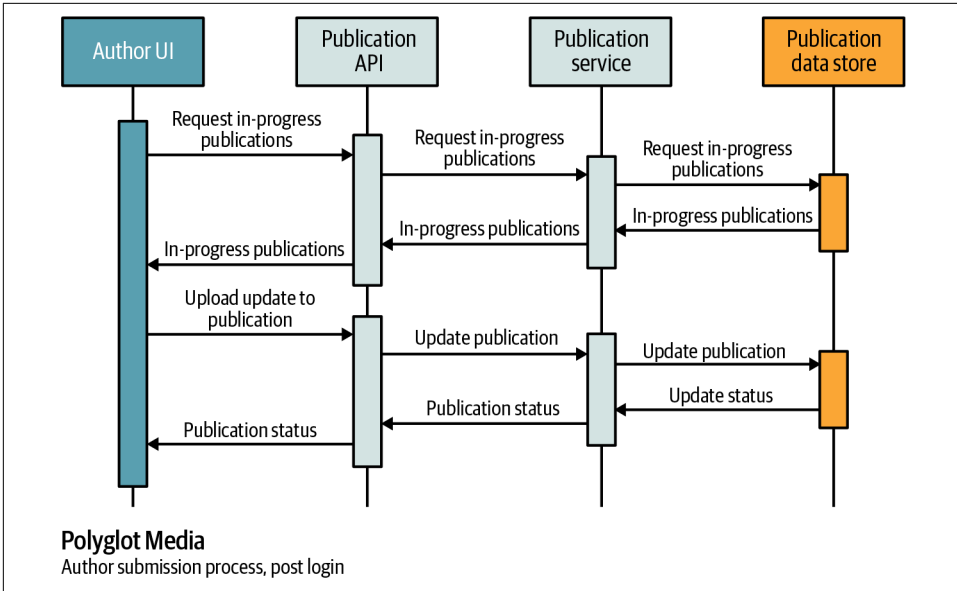 Author UI
Publication
API
Publication
service
Publication
data store
Request in-progress
publications
Request in-progress
publications
Request in-progress
publications
In-progress publications
In-progress publications
In-progress publications
Upload update to
publication
Update publication
Update publication
Update status
Publication status
Publication status
Polyglot Media
Author submission process, post login